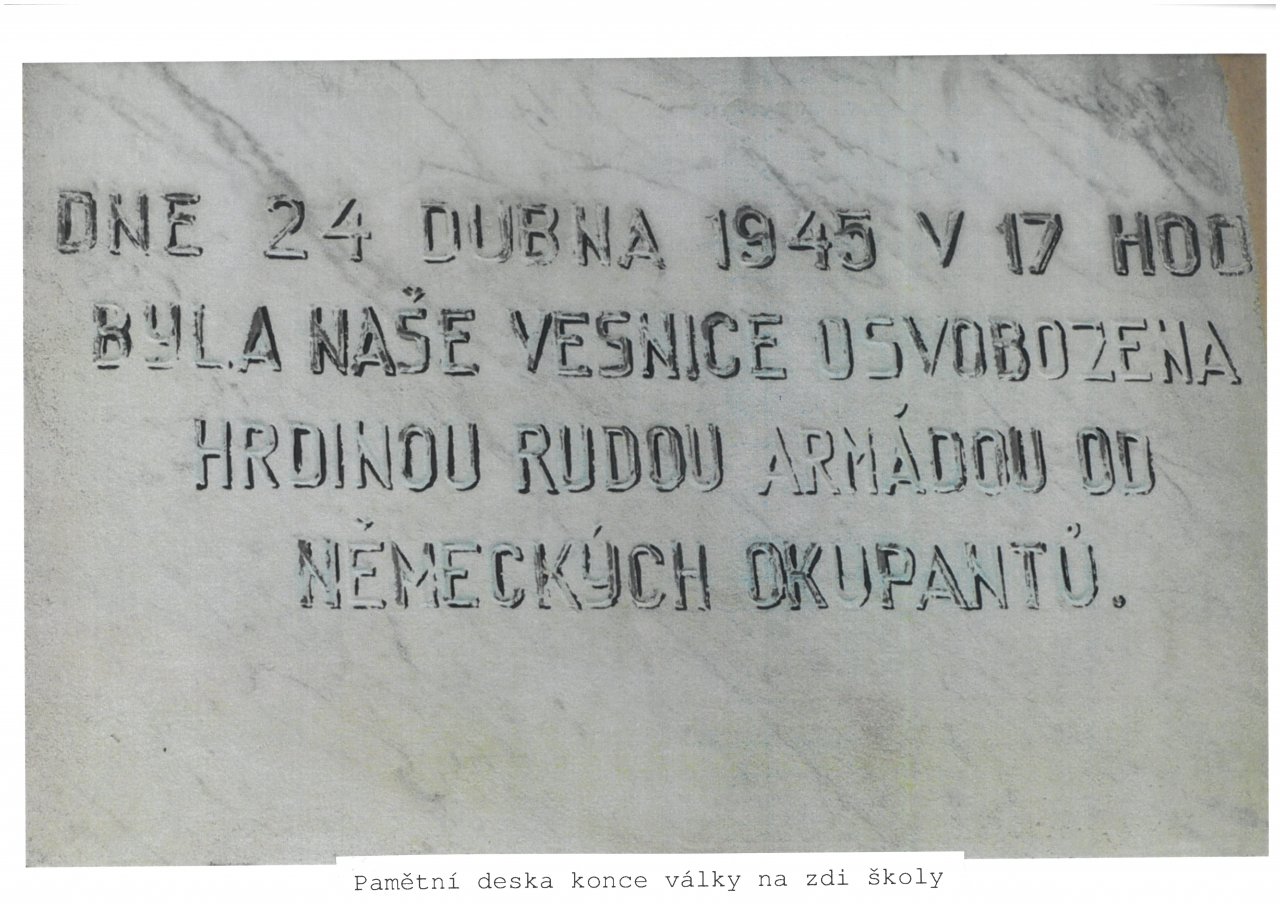 DNE 24 DUBNA 1945 V 17 HOD
BYLA NAŠE VESNICE OSVOBOZENA
HRDINOU RUDOU ARMÁDOU OD
NĚMECKÝCH OKUPANTŮ.
Pamětní deska konce války na zdi školy